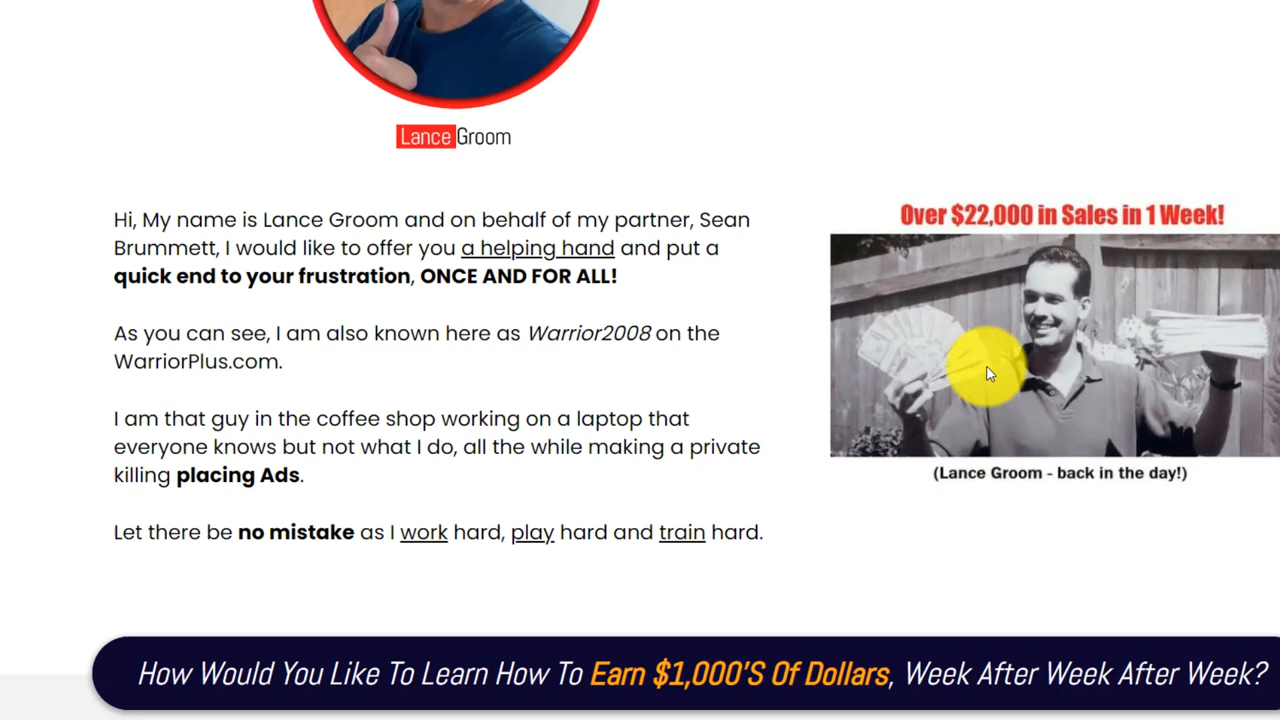 Lance Groom
Hi, My name is Lance Groom and on behalf of my partner, Sean
Brummett, I would like to offer you a helping hand and put a
quick end to your frustration, ONCE AND FOR ALL!
As you can see, I am also known here as Warrior2008 on the
WarriorPlus.com.
I am that guy in the coffee shop working on a laptop that
everyone knows but not what I do, all the while making a private
killing placing Ads.
Let there be no mistake as I work hard, play hard and train hard.
Over $22,000 in Sales in 1 Week!
(Lance Groom - back in the day!)
How Would You Like To Learn How To Earn $1,000'S Of Dollars, Week After Week After Week?